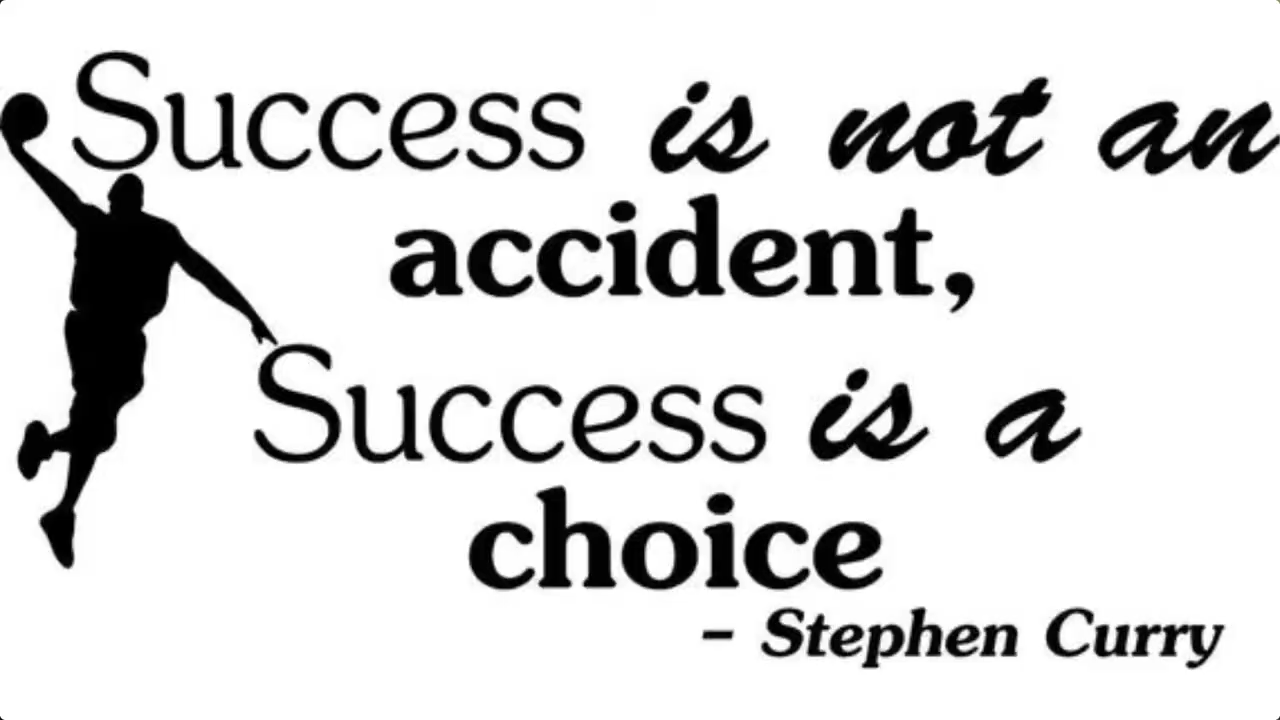 Success is not an
accident,
Success is a
choice
- Stephen Curry